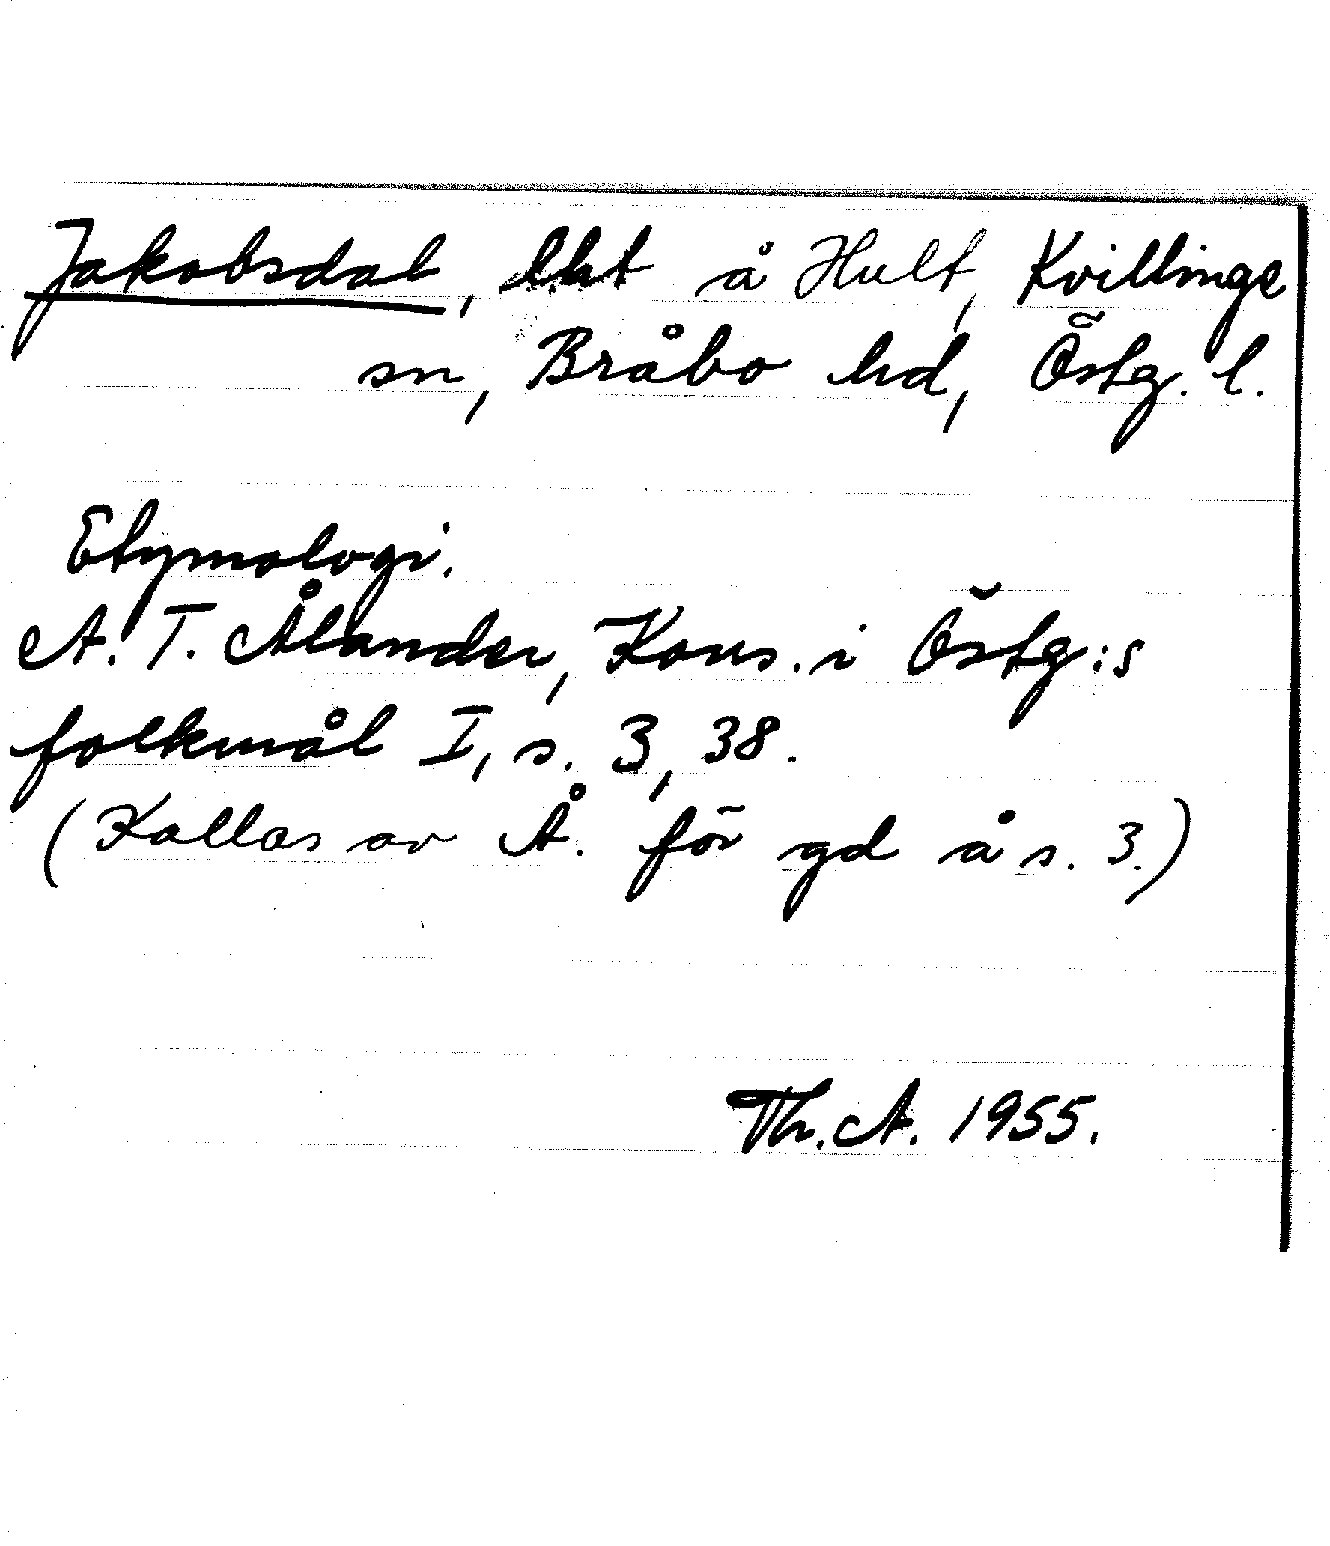 Jakobsdal, lht å Hult, Kvillinge
sn, Bråbo hd, Östg. l.
Etymologi.
A. T. Ålander, Kons. i Östg:s
folkmål I, s. 3, 38.
(Kallas av Å. för gd å s. 3.)
Th. A. 1955.